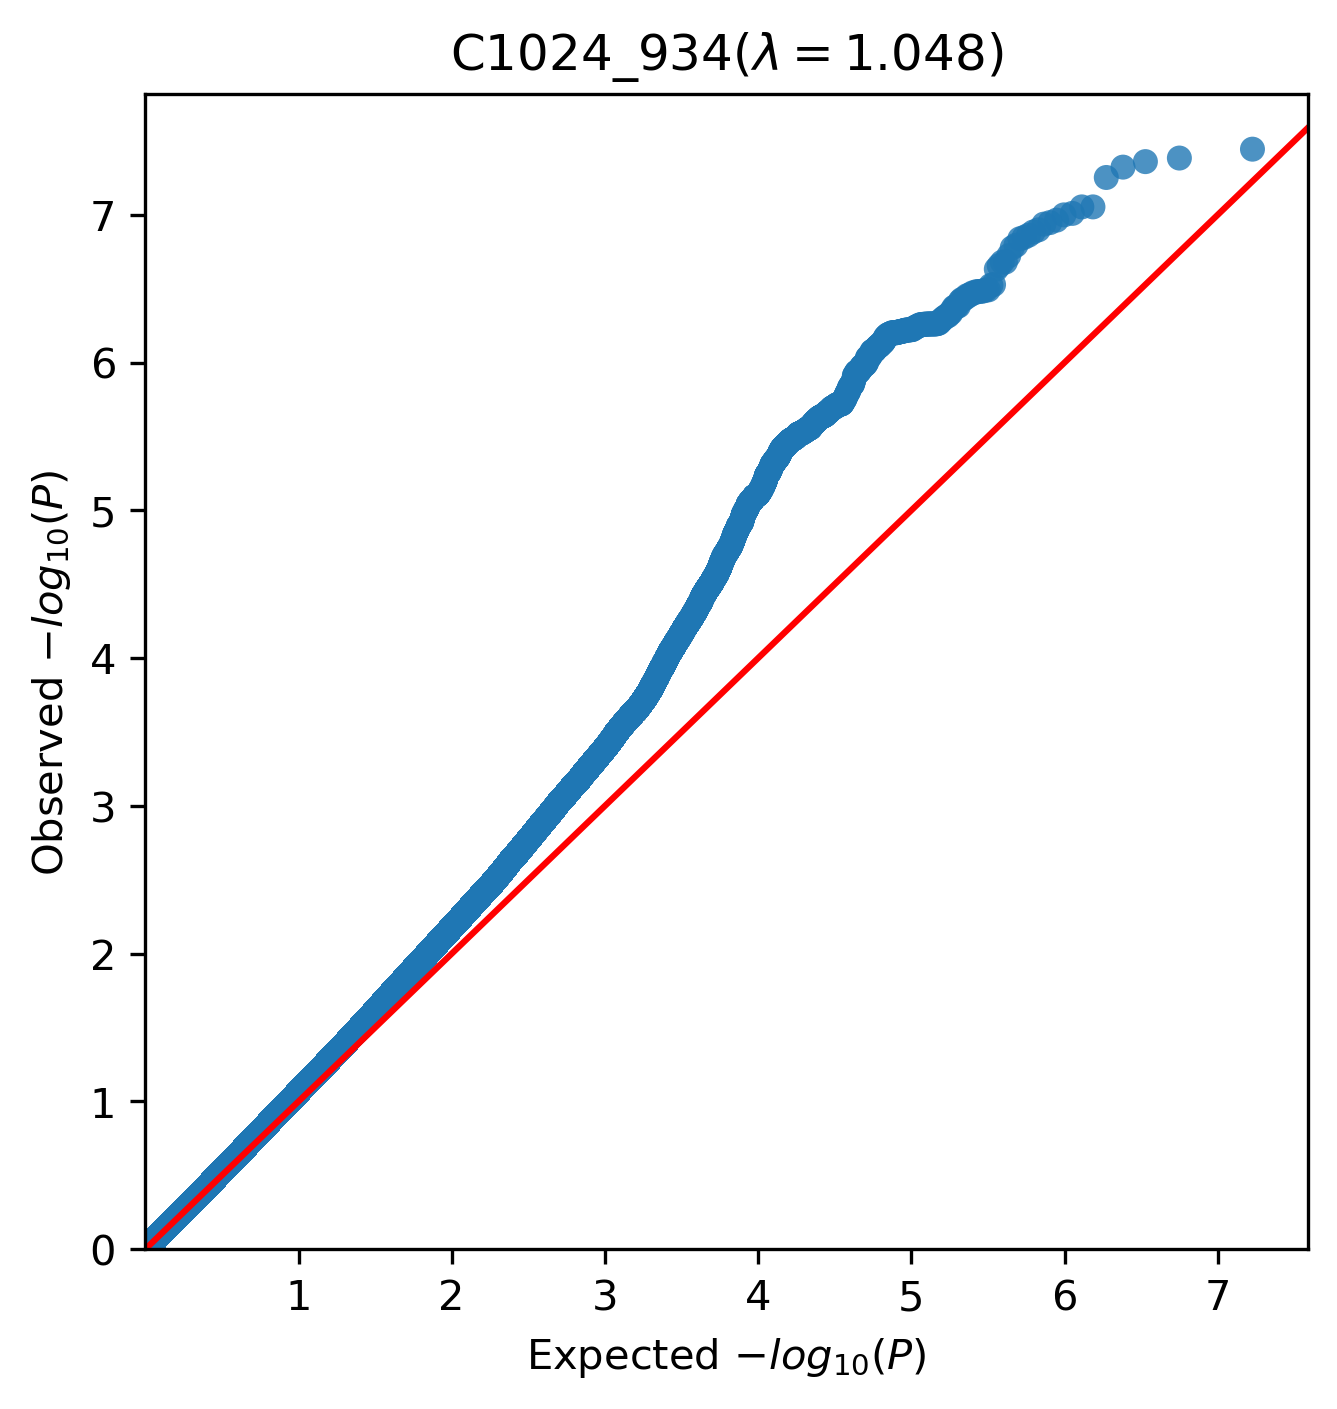 C1024_934(λ = 1.048)
Observed −log₁₀(P)
7
6
5
4
3
2
1
0
1 2 3 4 5 6 7
Expected −log₁₀(P)